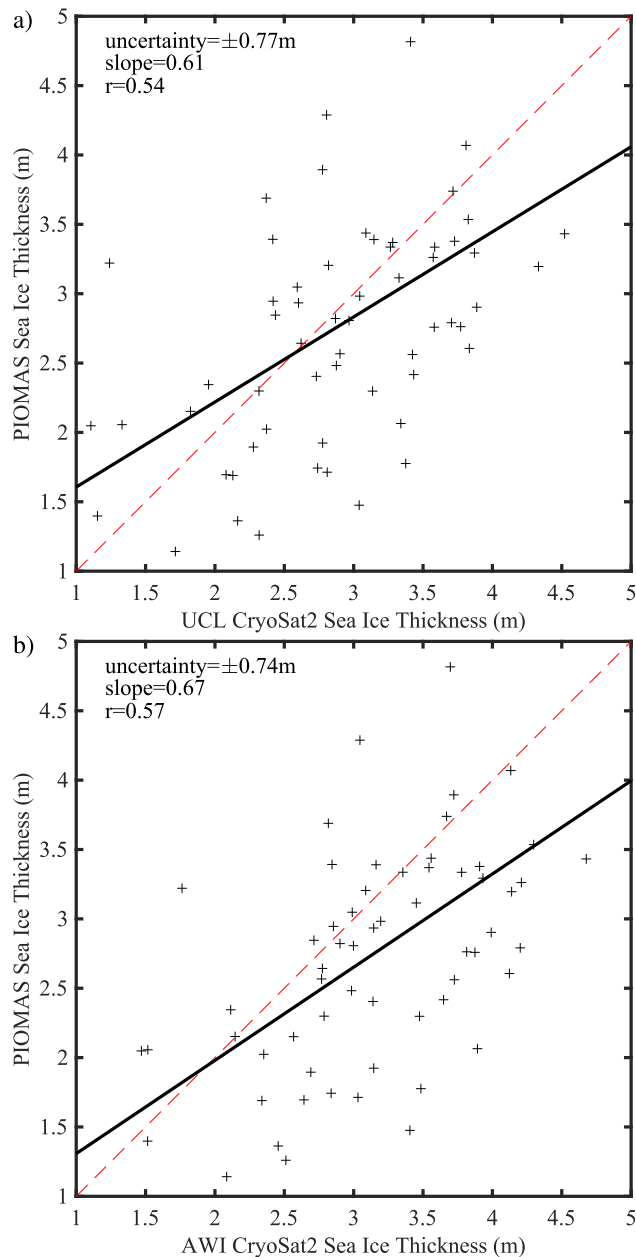 a)
uncertainty=±0.77m
slope=0.61
r=0.54
5
4.5
4
3.5
3
2.5
2
1.5
1
PIOMAS Sea Ice Thickness (m)
1 1.5 2 2.5 3 3.5 4 4.5 5
UCL CryoSat2 Sea Ice Thickness (m)
b)
uncertainty=±0.74m
slope=0.67
r=0.57
5
4.5
4
3.5
3
2.5
2
1.5
1
PIOMAS Sea Ice Thickness (m)
1 1.5 2 2.5 3 3.5 4 4.5 5
AWI CryoSat2 Sea Ice Thickness (m)